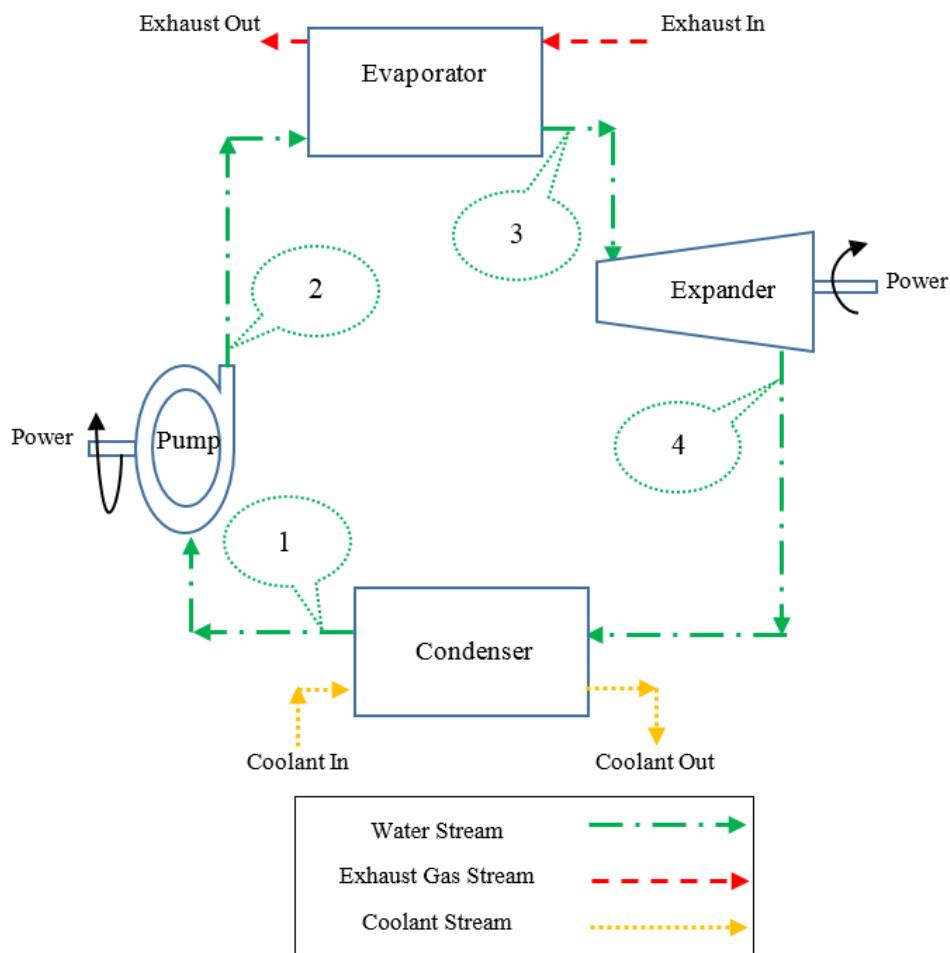 Exhaust Out
Exhaust In
Evaporator
3
2
Expander
Power
Power
Pump
4
1
Condenser
Coolant In
Coolant Out
Water Stream
Exhaust Gas Stream
Coolant Stream